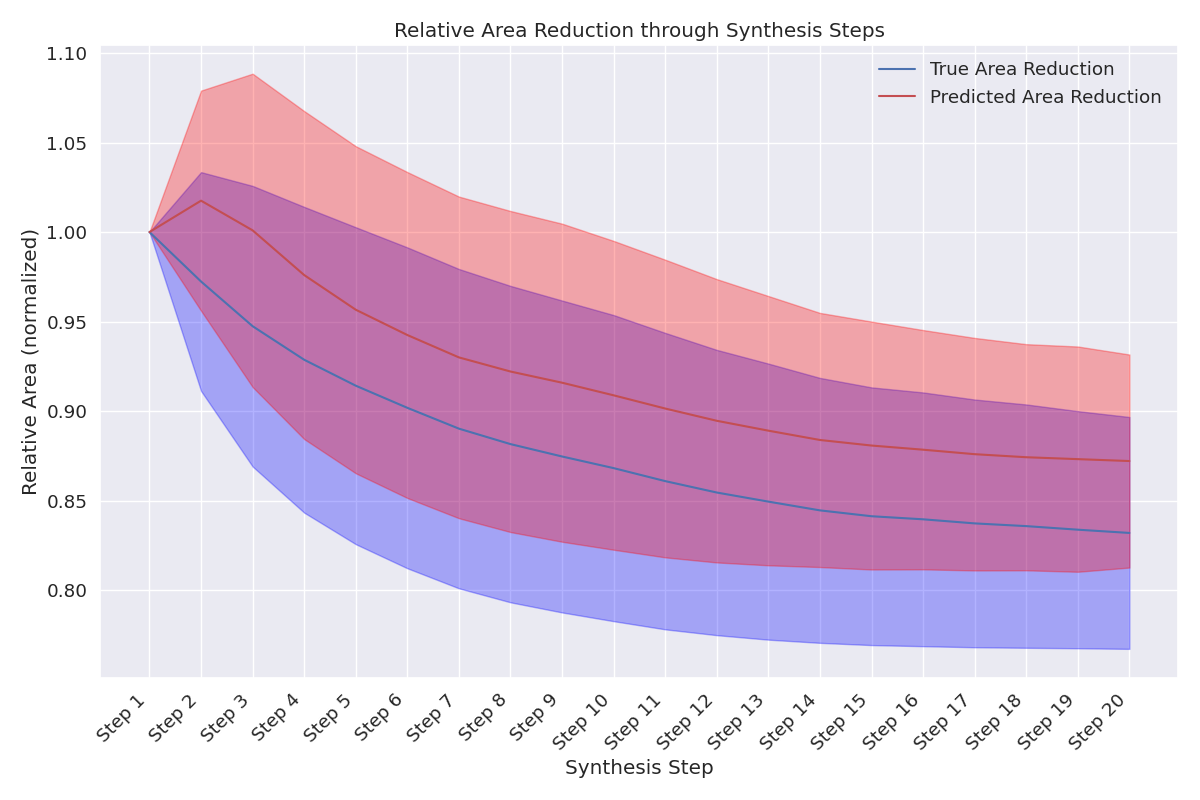 Relative Area Reduction through Synthesis Steps
True Area Reduction
Predicted Area Reduction
Relative Area (normalized)
1.10
1.05
1.00
0.95
0.90
0.85
0.80
Step 1
Step 2
Step 3
Step 4
Step 5
Step 6
Step 7
Step 8
Step 9
Step 10
Step 11
Step 12
Step 13
Step 14
Step 15
Step 16
Step 17
Step 18
Step 19
Step 20
Synthesis Step